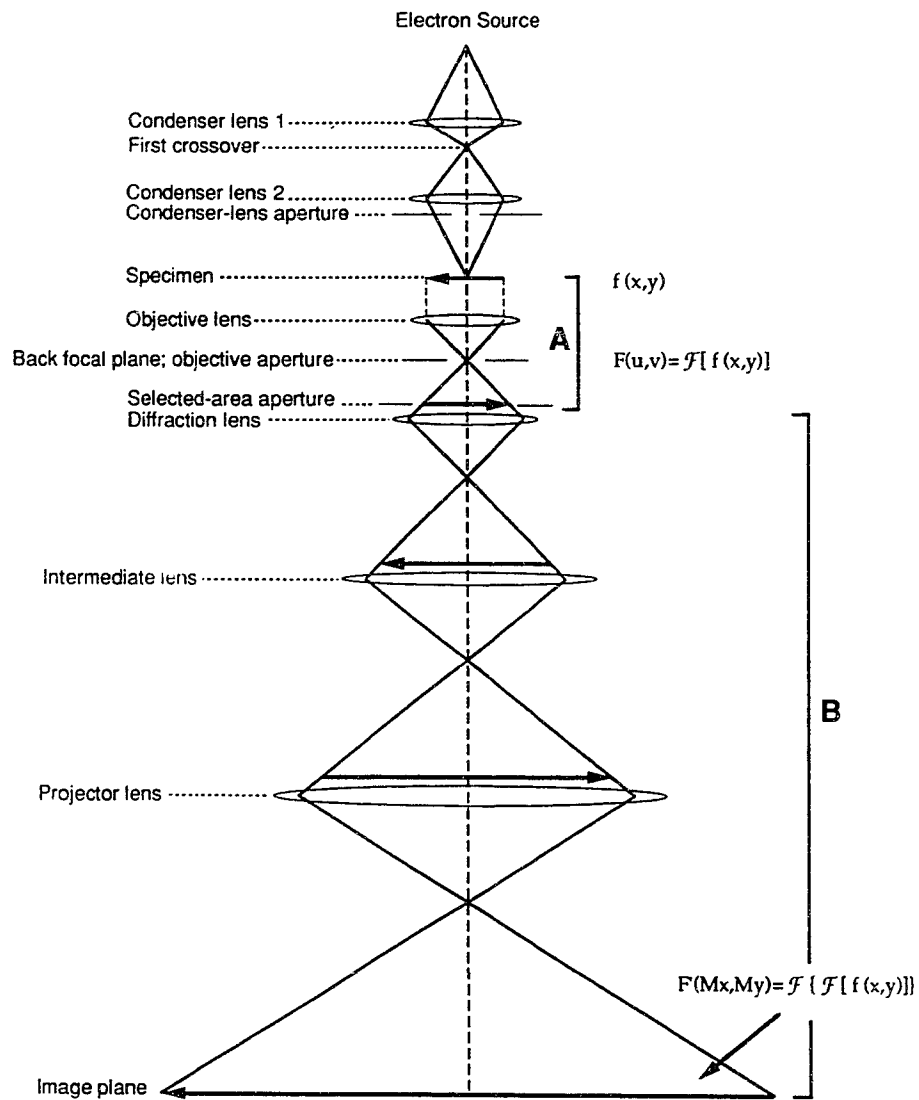 Electron Source
Condenser lens 1
First crossover
Condenser lens 2
Condenser-lens aperture
Specimen
f (x,y)
Objective lens
A
Back focal plane; objective aperture
F(u,v)= ℱ[ f (x,y)]
Selected-area aperture
Diffraction lens
Intermediate lens
B
Projector lens
F'(Mx,My)= ℱ { ℱ [ f (x,y)]}
Image plane